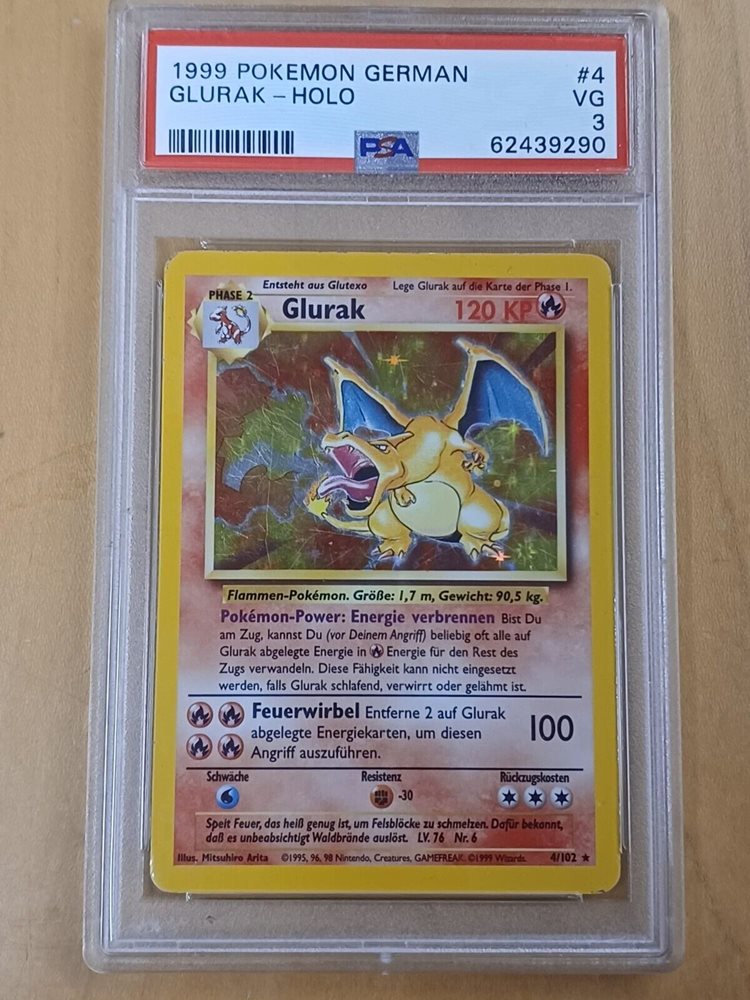 1999 POKEMON GERMAN #4
GLURAK – HOLO VG
3
PSA 62439290
Entsteht aus Glutexo Lege Glurak auf die Karte der Phase 1.
PHASE 2
Glurak 120 KP
Flammen-Pokémon. Größe: 1,7 m, Gewicht: 90,5 kg.
Pokémon-Power: Energie verbrennen Bist Du
am Zug, kannst Du (vor Deinem Angriff) beliebig oft alle auf
Glurak abgelegte Energie in Energie für den Rest des
Zugs verwandeln. Diese Fähigkeit kann nicht eingesetzt
werden, falls Glurak schlafend, verwirrt oder gelähmt ist.
Feuerwirbel Entferne 2 auf Glurak
abgelegte Energiekarten, um diesen 100
Angriff auszuführen.
Schwäche Resistenz Rückzugskosten
-30
Speit Feuer, das heiß genug ist, um Felsblöcke zu schmelzen. Dafür bekannt,
daß es unbeabsichtigt Waldbrände auslöst. LV. 76 Nr. 6
Illus. Mitsuhiro Arita ©1995, 96, 98 Nintendo, Creatures, GAMEFREAK. ©1999 Wizards. 4/102 ★